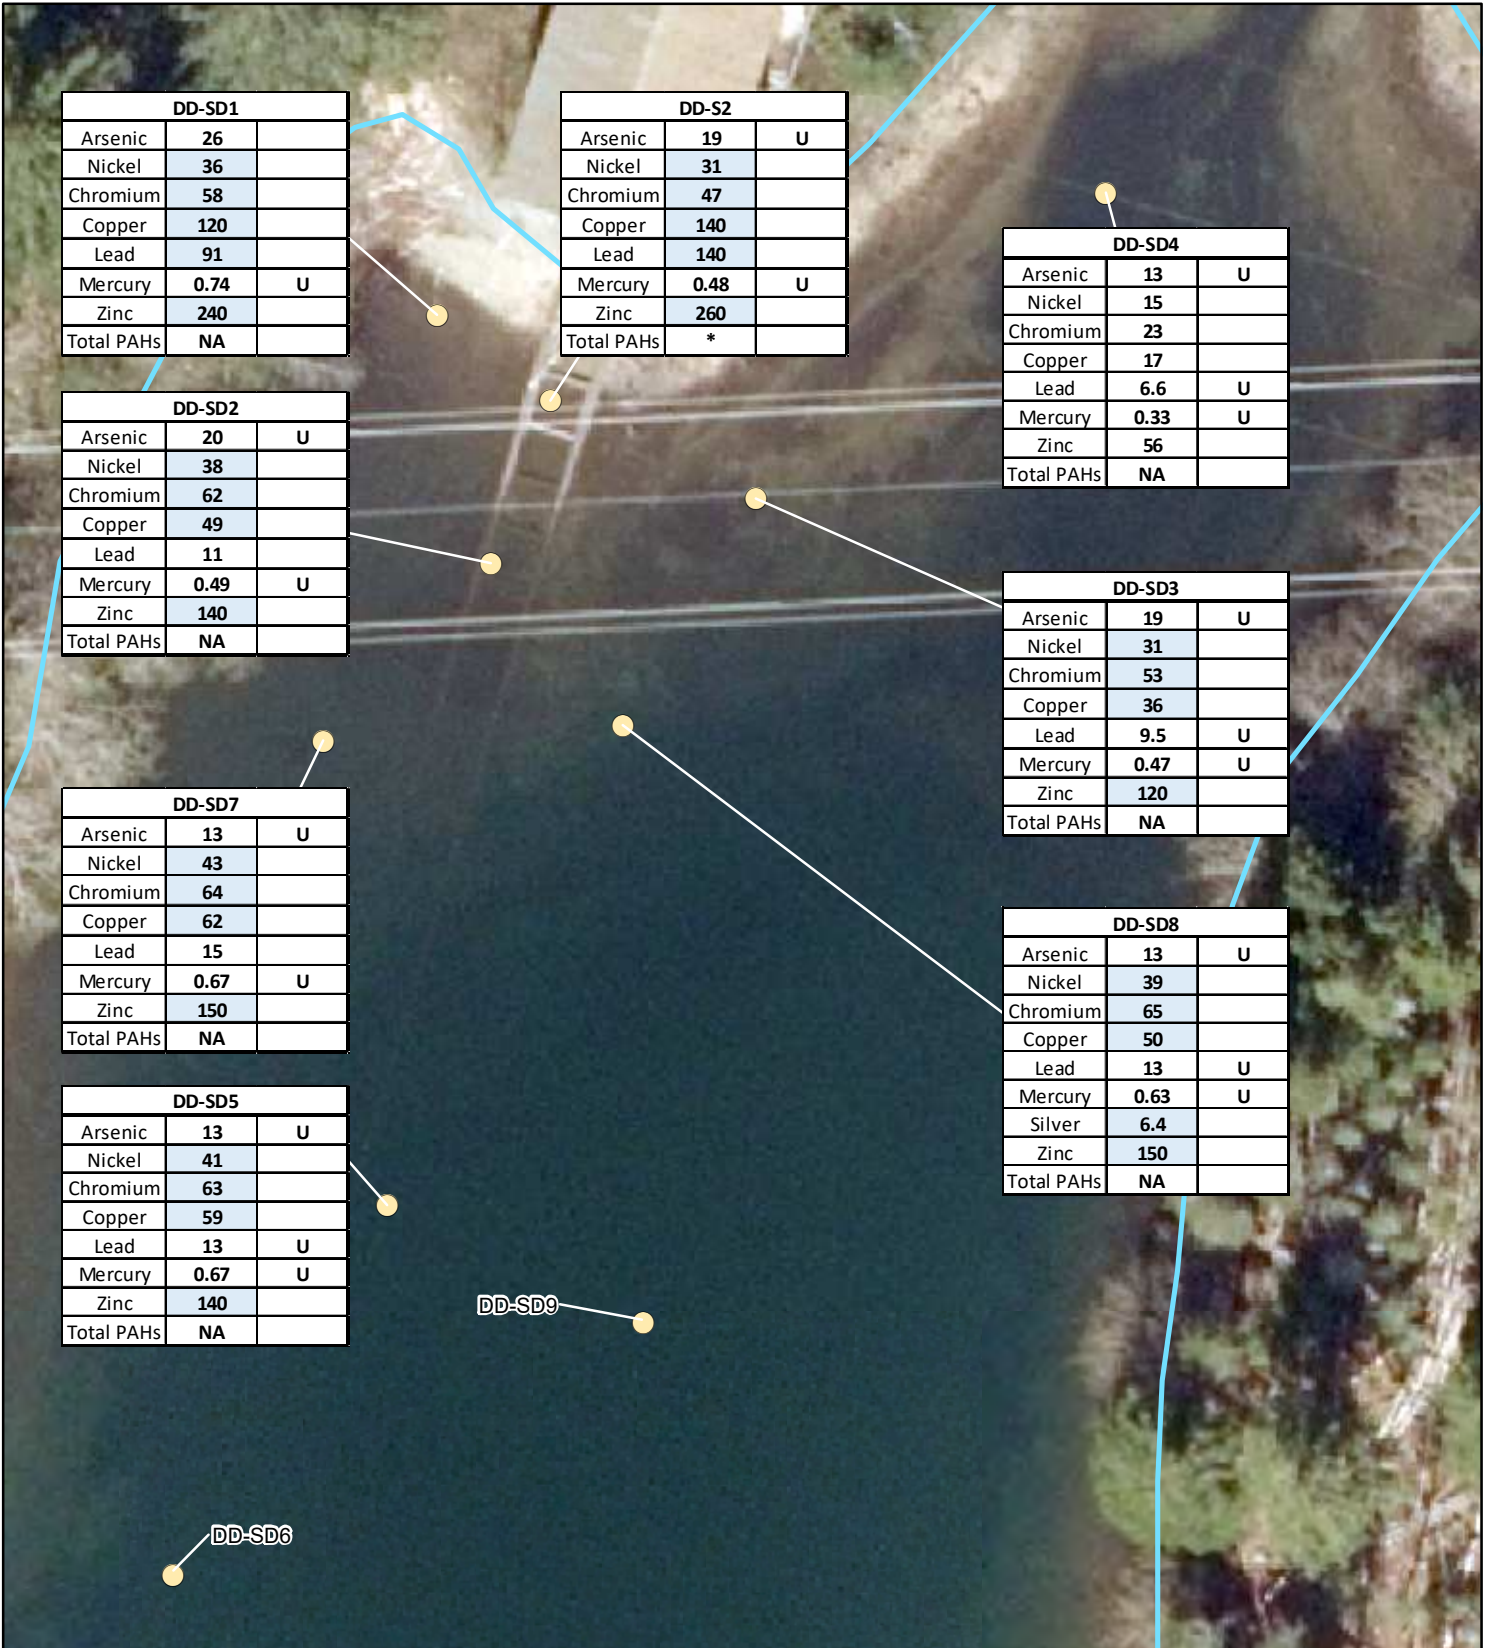 DD-SD1
Arsenic 26
Nickel 36
Chromium 58
Copper 120
Lead 91
Mercury 0.74 U
Zinc 240
Total PAHs NA
DD-S2
Arsenic 19 U
Nickel 31
Chromium 47
Copper 140
Lead 140
Mercury 0.48 U
Zinc 260
Total PAHs *
DD-SD4
Arsenic 13 U
Nickel 15
Chromium 23
Copper 17
Lead 6.6 U
Mercury 0.33 U
Zinc 56
Total PAHs NA
DD-SD2
Arsenic 20 U
Nickel 38
Chromium 62
Copper 49
Lead 11
Mercury 0.49 U
Zinc 140
Total PAHs NA
DD-SD3
Arsenic 19 U
Nickel 31
Chromium 53
Copper 36
Lead 9.5 U
Mercury 0.47 U
Zinc 120
Total PAHs NA
DD-SD7
Arsenic 13 U
Nickel 43
Chromium 64
Copper 62
Lead 15
Mercury 0.67 U
Zinc 150
Total PAHs NA
DD-SD8
Arsenic 13 U
Nickel 39
Chromium 65
Copper 50
Lead 13 U
Mercury 0.63 U
Silver 6.4
Zinc 150
Total PAHs NA
DD-SD5
Arsenic 13 U
Nickel 41
Chromium 63
Copper 59
Lead 13 U
Mercury 0.67 U
Zinc 140
Total PAHs NA
DD-SD9
DD-SD6